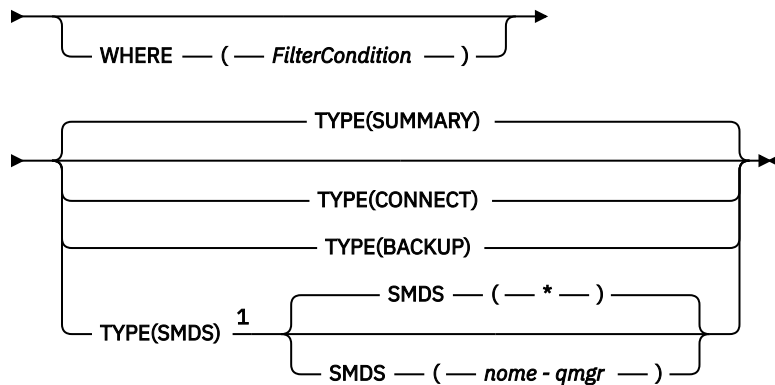 WHERE ( FilterCondition )
TYPE(SUMMARY)
TYPE(CONNECT)
TYPE(BACKUP)
TYPE(SMDS) 1
SMDS ( * )
SMDS ( nome - qmgr )